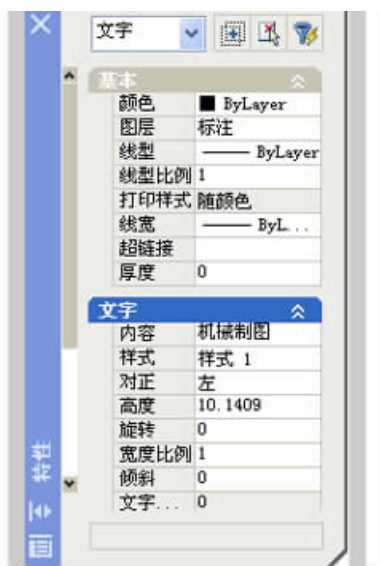 文字
基本
颜色 ByLayer
图层 标注
线型 ByLayer
线型比例 1
打印样式 随颜色
线宽 ByL...
超链接
厚度 0
文字
内容 机械制图
样式 样式 1
对正 左
高度 10.1409
旋转 0
宽度比例 1
倾斜 0
文字... 0
特性